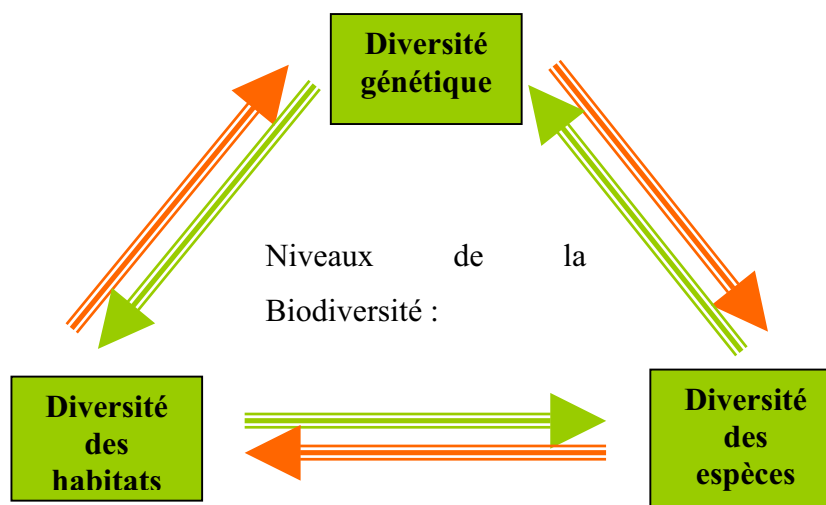 Diversité
génétique
Niveaux de la
Biodiversité :
Diversité
des
habitats
Diversité
des
espèces